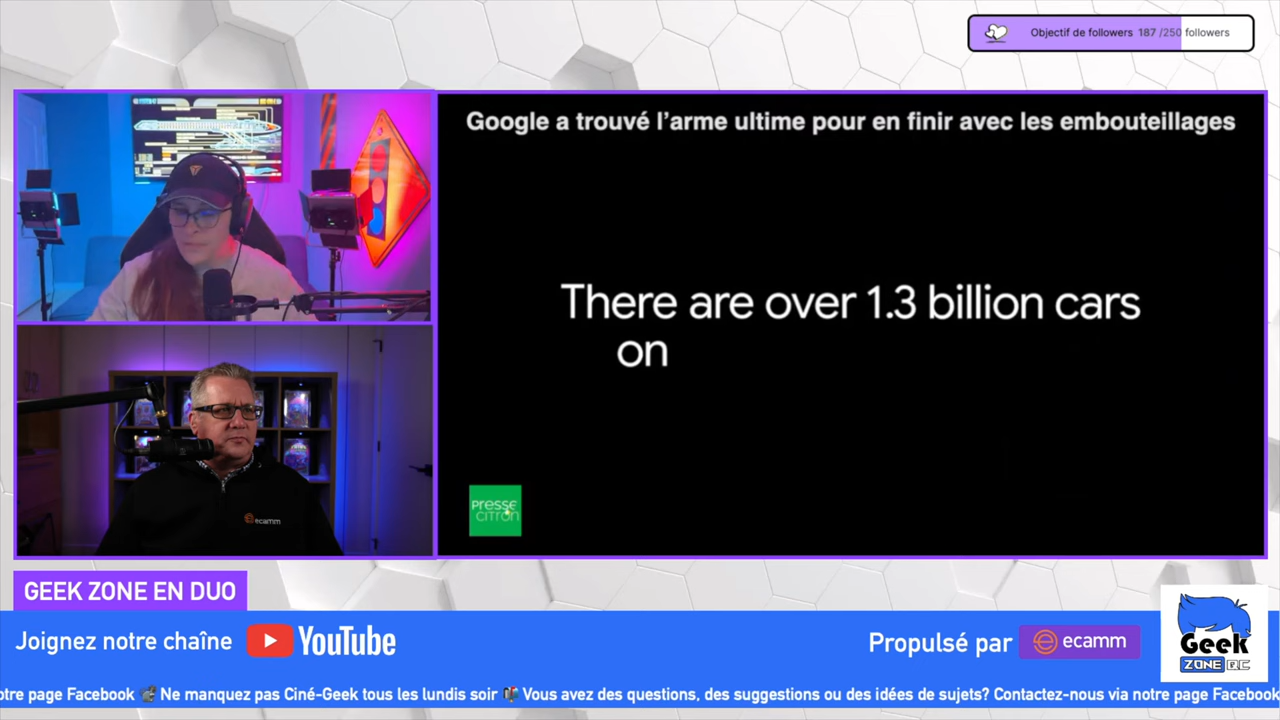 Objectif de followers 187 /250 followers
Google a trouvé l'arme ultime pour en finir avec les embouteillages
There are over 1.3 billion cars
on
PRESSE
CITRON
ecamm
GEEK ZONE EN DUO
Joignez notre chaîne YouTube
Propulsé par ecamm
Geek
ZONE QC
otre page Facebook 📽 Ne manquez pas Ciné-Geek tous les lundis soir 📬 Vous avez des questions, des suggestions ou des idées de sujets? Contactez-nous via notre page Facebook